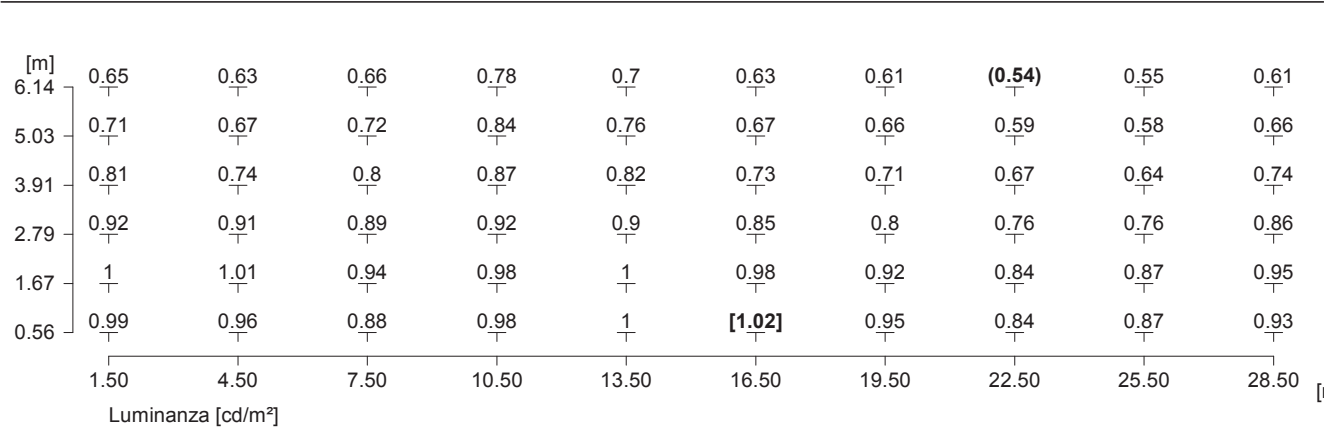 [m]
6.14 0.65 0.63 0.66 0.78 0.7 0.63 0.61 (0.54) 0.55 0.61
5.03 0.71 0.67 0.72 0.84 0.76 0.67 0.66 0.59 0.58 0.66
3.91 0.81 0.74 0.8 0.87 0.82 0.73 0.71 0.67 0.64 0.74
2.79 0.92 0.91 0.89 0.92 0.9 0.85 0.8 0.76 0.76 0.86
1.67 1 1.01 0.94 0.98 1 0.98 0.92 0.84 0.87 0.95
0.56 0.99 0.96 0.88 0.98 1 [1.02] 0.95 0.84 0.87 0.93
1.50 4.50 7.50 10.50 13.50 16.50 19.50 22.50 25.50 28.50
Luminanza [cd/m²]